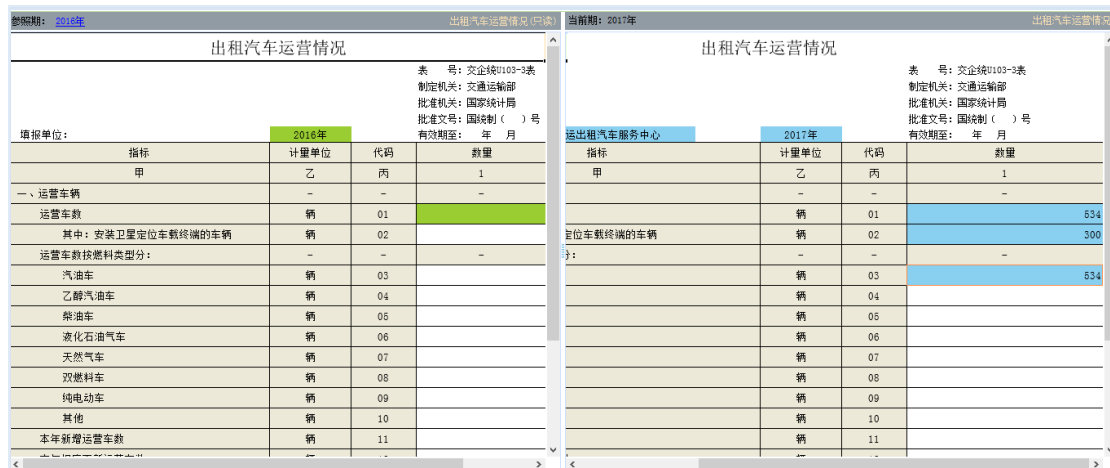 参照期: 2016年 出租汽车运营情况(只读)
出租汽车运营情况
表 号: 交企统U103-3表
制定机关: 交通运输部
批准机关: 国家统计局
批准文号: 国统制( )号
填报单位: 2016年 有效期至: 年 月
指标 计量单位 代码 数量
甲 乙 丙 1
一、运营车辆 - - -
运营车数 辆 01
其中: 安装卫星定位车载终端的车辆 辆 02
运营车数按燃料类型分: - - -
汽油车 辆 03
乙醇汽油车 辆 04
柴油车 辆 05
液化石油气车 辆 06
天然气车 辆 07
双燃料车 辆 08
纯电动车 辆 09
其他 辆 10
本年新增运营车数 辆 11
当前期: 2017年 出租汽车运营情况
出租汽车运营情况
表 号: 交企统U103-3表
制定机关: 交通运输部
批准机关: 国家统计局
批准文号: 国统制( )号
运出租汽车服务中心 2017年 有效期至: 年 月
指标 计量单位 代码 数量
甲 乙 丙 1
- - -
辆 01 534
定位车载终端的车辆 辆 02 300
分: - - -
辆 03 534
辆 04
辆 05
辆 06
辆 07
辆 08
辆 09
辆 10
辆 11